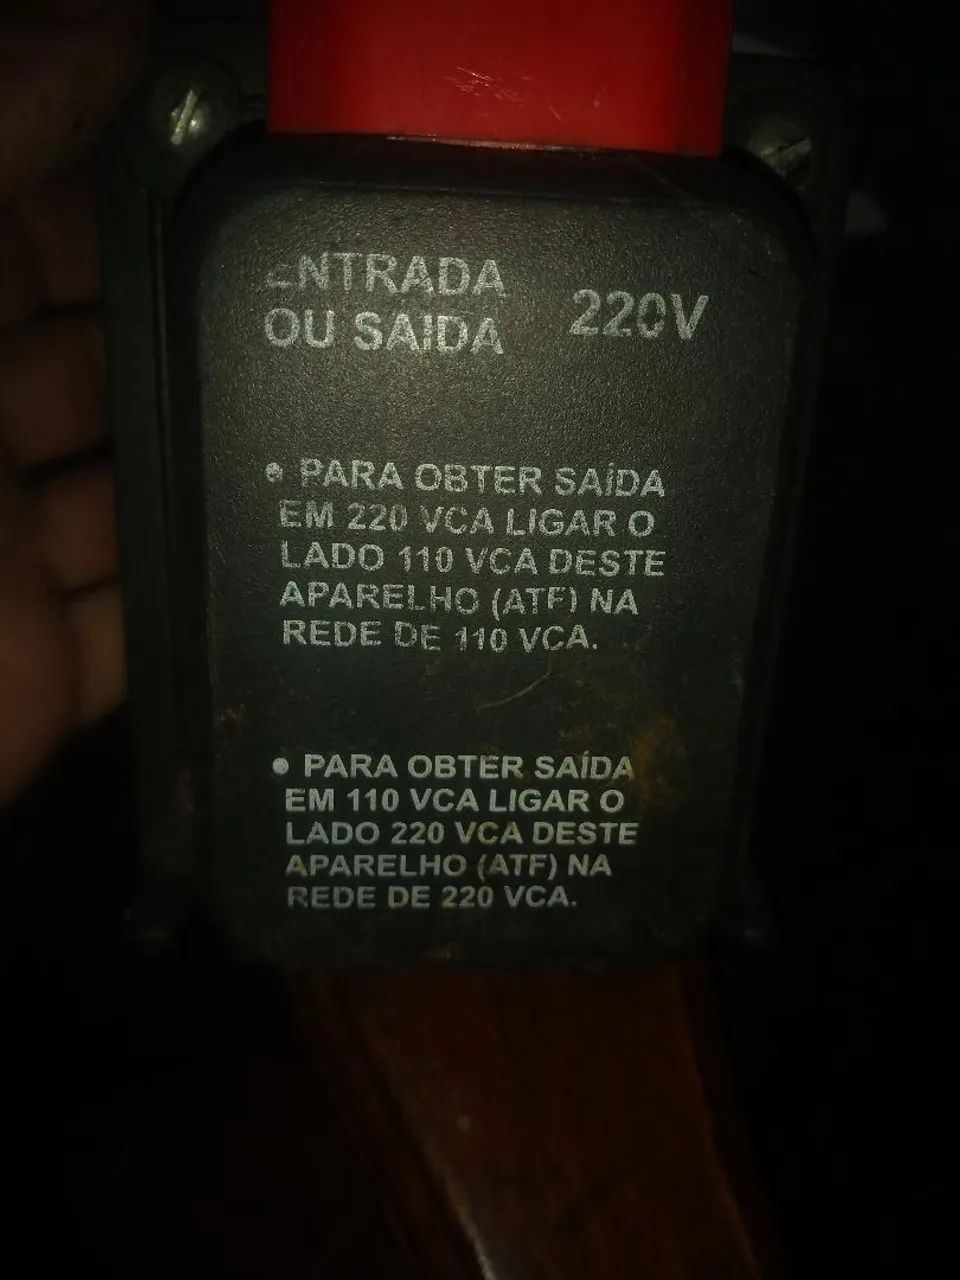 ENTRADA
OU SAIDA 220V
• PARA OBTER SAÍDA
EM 220 VCA LIGAR O
LADO 110 VCA DESTE
APARELHO (ATF) NA
REDE DE 110 VCA.
• PARA OBTER SAÍDA
EM 110 VCA LIGAR O
LADO 220 VCA DESTE
APARELHO (ATF) NA
REDE DE 220 VCA.